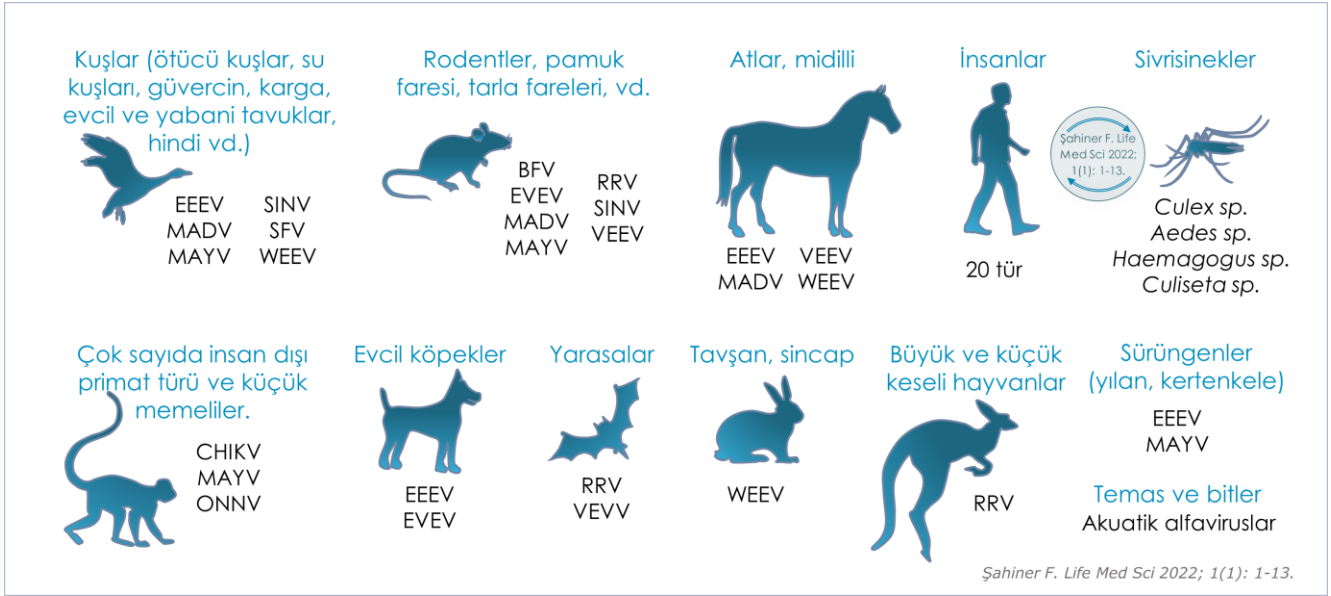 Kuşlar (ötücü kuşlar, su
kuşları, güvercin, karga,
evcil ve yabani tavuklar,
hindi vd.)
EEEV SINV
MADV SFV
MAYV WEEV
Rodentler, pamuk
faresi, tarla fareleri, vd.
BFV
EVEV
MADV
MAYV
RRV
SINV
VEEV
Atlar, midilli
EEEV VEEV
MADV WEEV
İnsanlar
20 tür
Şahiner F. Life
Med Sci 2022;
1(1): 1-13.
Sivrisinekler
Culex sp.
Aedes sp.
Haemagogus sp.
Culiseta sp.
Çok sayıda insan dışı
primat türü ve küçük
memeliler.
CHIKV
MAYV
ONNV
Evcil köpekler
EEEV
EVEV
Yarasalar
RRV
VEVV
Tavşan, sincap
WEEV
Büyük ve küçük
keseli hayvanlar
RRV
Sürüngenler
(yılan, kertenkele)
EEEV
MAYV
Temas ve bitler
Akuatik alfaviruslar
Şahiner F. Life Med Sci 2022; 1(1): 1-13.